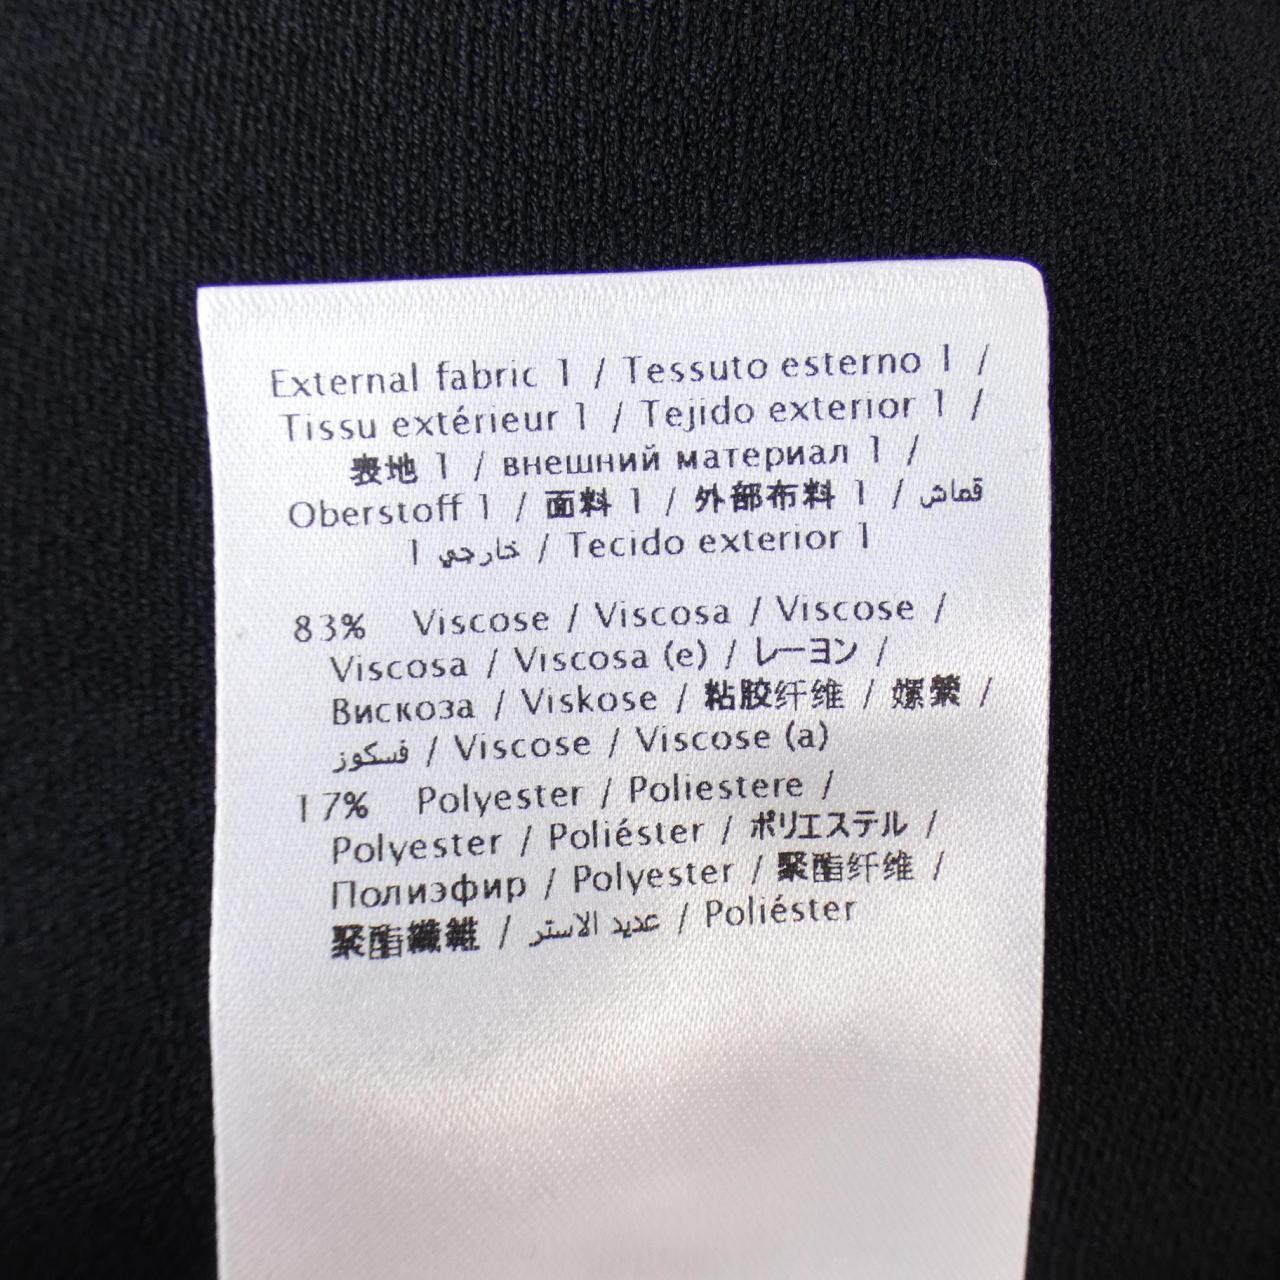 External fabric 1 / Tessuto esterno 1 /
Tissu extérieur 1 / Tejido exterior 1 /
表地 1 / внешний материал 1 /
Oberstoff 1 / 面料 1 / 外部布料 1 / قماش
خارجي 1 / Tecido exterior 1
83% Viscose / Viscosa / Viscose /
Viscosa / Viscosa (e) / レーヨン /
Вискоза / Viskose / 粘胶纤维 / 嫘縈 /
فسكوز / Viscose / Viscose (a)
17% Polyester / Poliestere /
Polyester / Poliéster / ポリエステル /
Полиэфир / Polyester / 聚酯纤维 /
聚酯纖維 / عديد الاستر / Poliéster